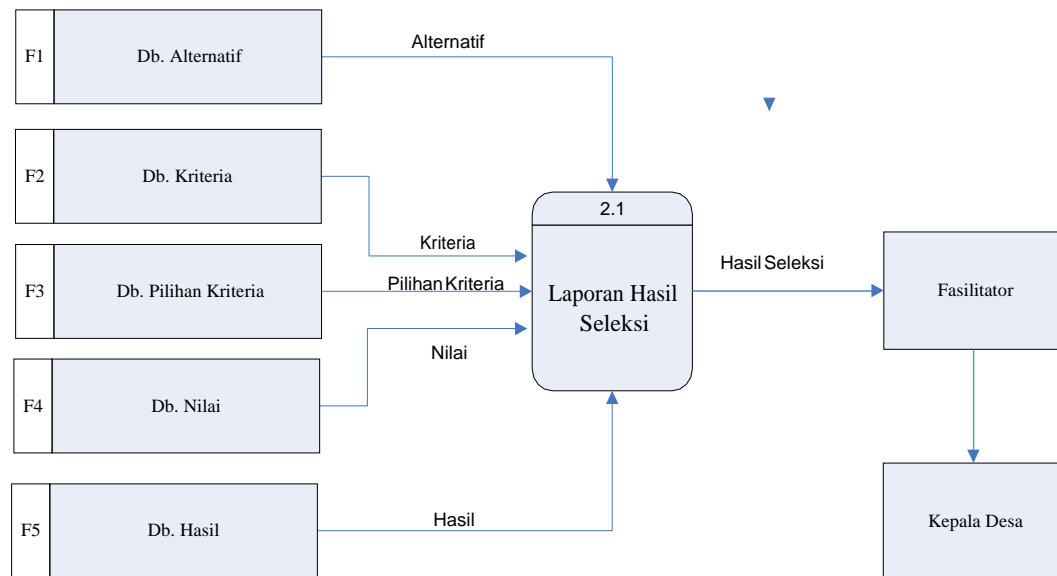 F1
Db. Alternatif
Alternatif
F2
Db. Kriteria
Kriteria
F3
Db. Pilihan Kriteria
Pilihan Kriteria
F4
Db. Nilai
Nilai
F5
Db. Hasil
Hasil
2.1
Laporan Hasil
Seleksi
Hasil Seleksi
Fasilitator
Kepala Desa